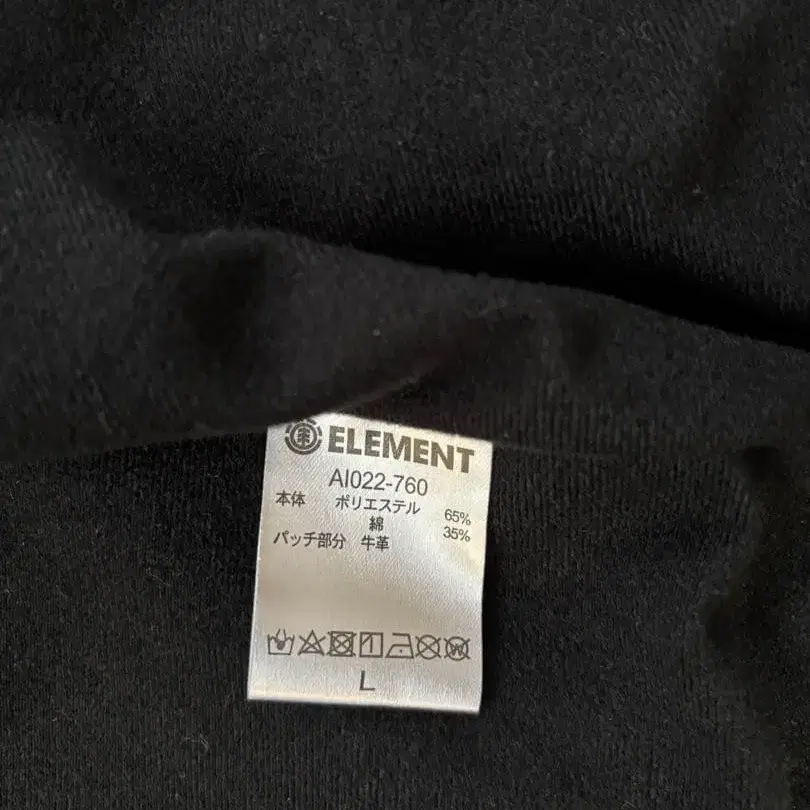 ELEMENT
AI022-760
本体 ポリエステル 65%
綿 35%
パッチ部分 牛革
L